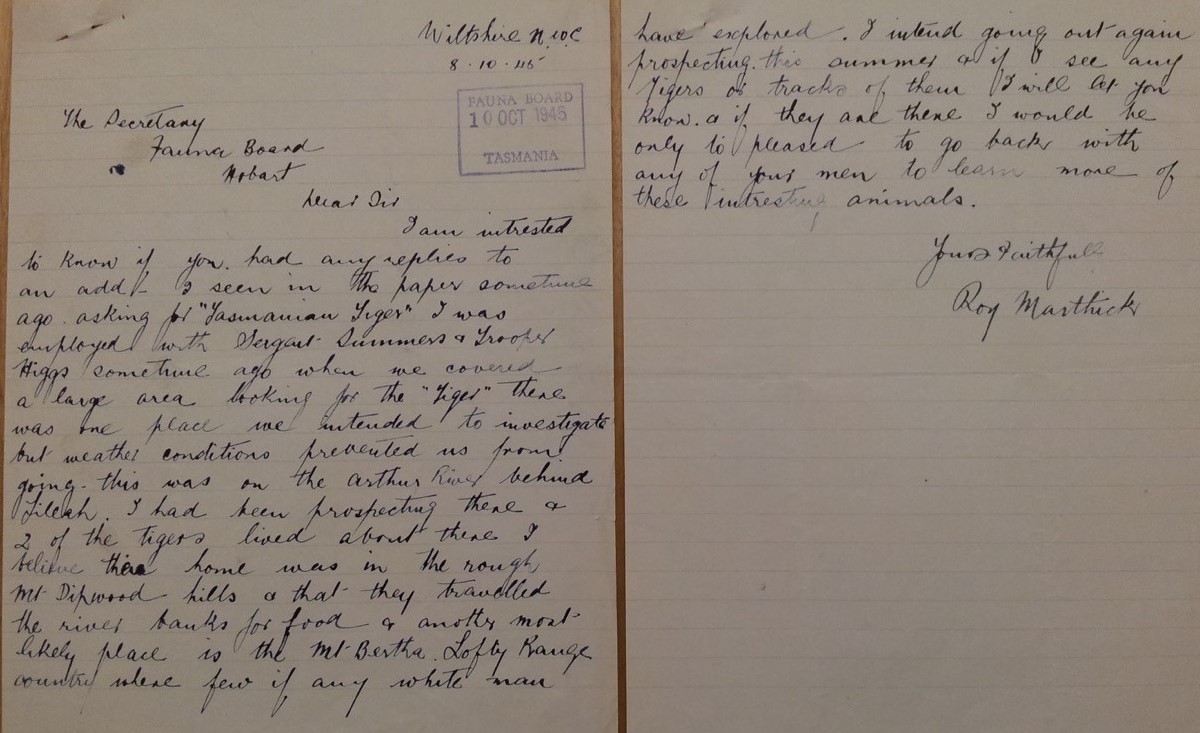 Wiltshire N.W.C
8.10.45
FAUNA BOARD
10 OCT 1945
TASMANIA
The Secretary
Fauna Board
Hobart
Dear Sir
I am intrested
to know if you. had any replies to
an add - I seen in the paper sometime
ago. asking for "Tasmanian Tiger" I was
employed with Sergant Summers & Trooper
Higgs sometime ago when we covered
a large area looking for the "Tiger" there
was one place we intended to investigate
but weather conditions prevented us from
going - this was on the arthur River behind
Lileah. I had been prospecting there &
2 of the tigers lived about there I
believe home was in the rough
Mt Dipwood hills & that they travelled
the river banks for food & another most
likely place is the Mt Bertha. Lofty Range
country where few if any white man
have explored. I intend going out again
prospecting. this summer & if I see any
Tigers or tracks of them I will let you
know. & if they are there I would be
only to pleased to go back with
any of your men to learn more of
these intresting animals.
Yours Faithfull
Roy Marthick